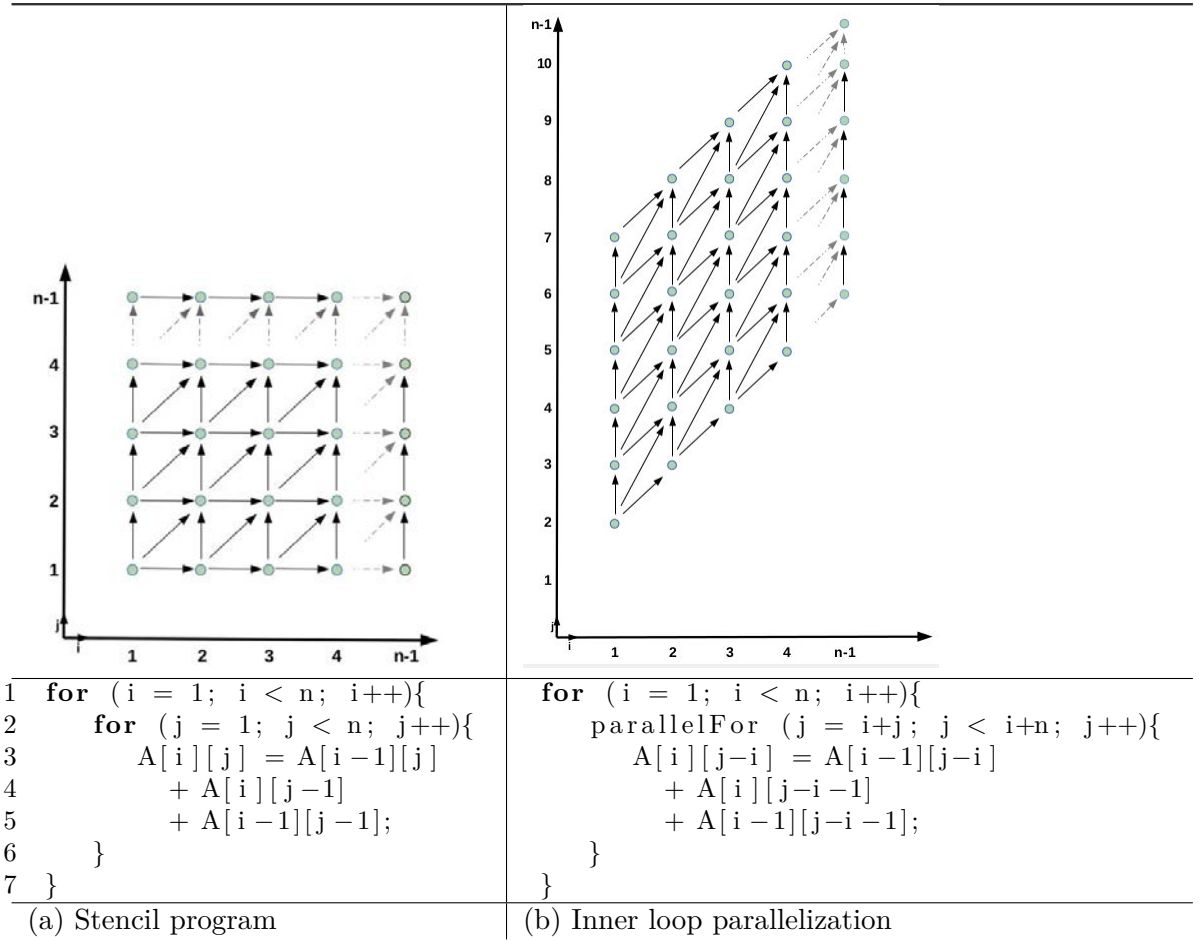 n-1
4
3
2
1
j
i
1 2 3 4 n-1
n-1
10
9
8
7
6
5
4
3
2
1
j
i
1 2 3 4 n-1
1 for (i = 1; i < n; i++){
2 for (j = 1; j < n; j++){
3 A[i][j] = A[i-1][j]
4 + A[i][j-1]
5 + A[i-1][j-1];
6 }
7 }
for (i = 1; i < n; i++){
parallelFor (j = i+j; j < i+n; j++){
A[i][j-i] = A[i-1][j-i]
+ A[i][j-i-1]
+ A[i-1][j-i-1];
}
}
(a) Stencil program
(b) Inner loop parallelization